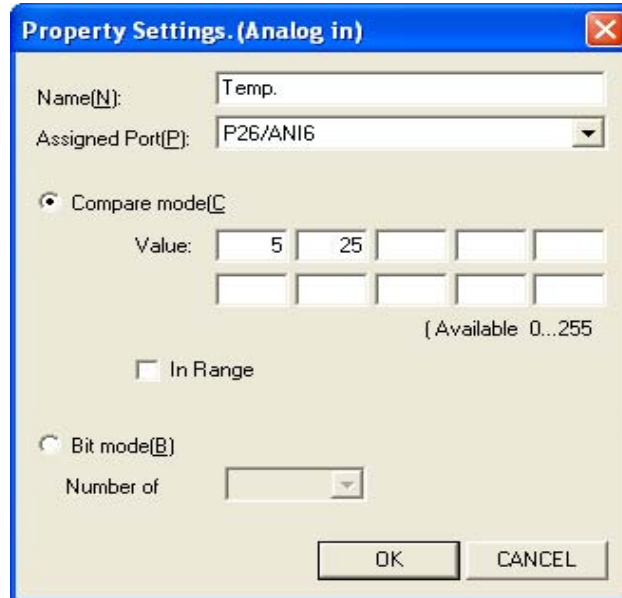 Property Settings.(Analog in)
Name(N): Temp.
Assigned Port(P): P26/ANI6
Compare mode(C
Value: 5 25
(Available 0...255
In Range
Bit mode(B)
Number of
OK CANCEL